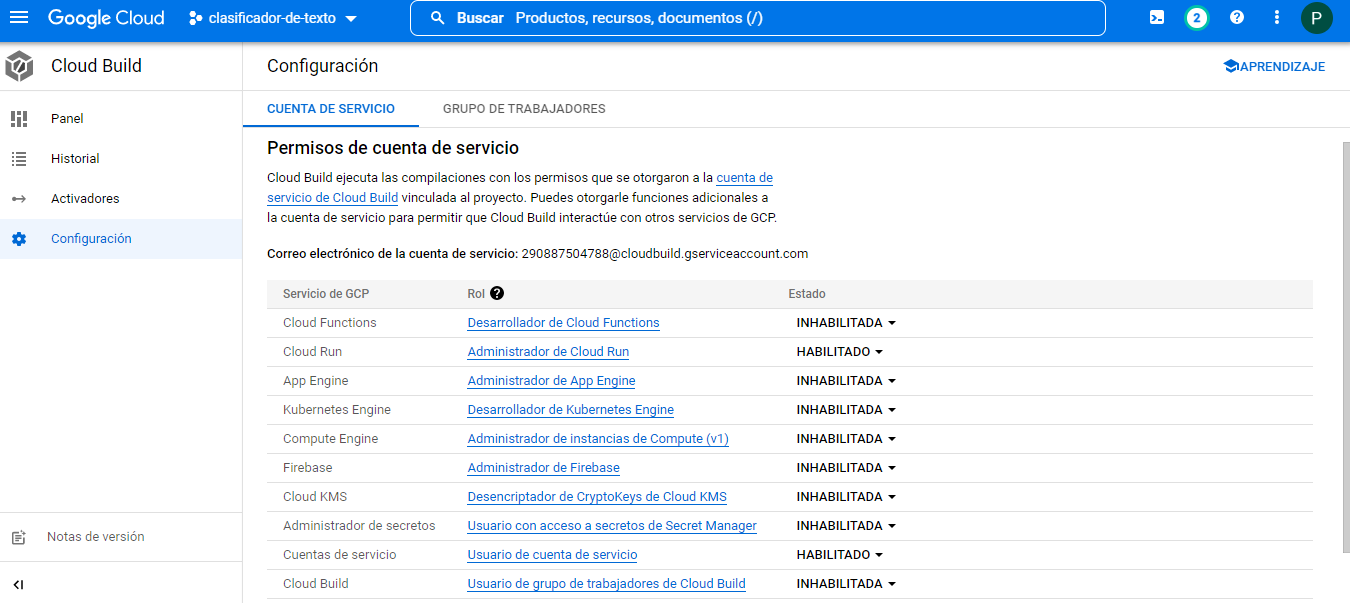 Google Cloud
clasificador-de-texto
Buscar Productos, recursos, documentos (/)
2
P
Cloud Build
Configuración
APRENDIZAJE
Panel
Historial
Activadores
Configuración
Notas de versión
CUENTA DE SERVICIO
GRUPO DE TRABAJADORES
Permisos de cuenta de servicio
Cloud Build ejecuta las compilaciones con los permisos que se otorgaron a la cuenta de
servicio de Cloud Build vinculada al proyecto. Puedes otorgarle funciones adicionales a
la cuenta de servicio para permitir que Cloud Build interactúe con otros servicios de GCP.
Correo electrónico de la cuenta de servicio: 290887504788@cloudbuild.gserviceaccount.com
Servicio de GCP Rol Estado
Cloud Functions Desarrollador de Cloud Functions INHABILITADA
Cloud Run Administrador de Cloud Run HABILITADO
App Engine Administrador de App Engine INHABILITADA
Kubernetes Engine Desarrollador de Kubernetes Engine INHABILITADA
Compute Engine Administrador de instancias de Compute (v1) INHABILITADA
Firebase Administrador de Firebase INHABILITADA
Cloud KMS Desencriptador de CryptoKeys de Cloud KMS INHABILITADA
Administrador de secretos Usuario con acceso a secretos de Secret Manager INHABILITADA
Cuentas de servicio Usuario de cuenta de servicio HABILITADO
Cloud Build Usuario de grupo de trabajadores de Cloud Build INHABILITADA